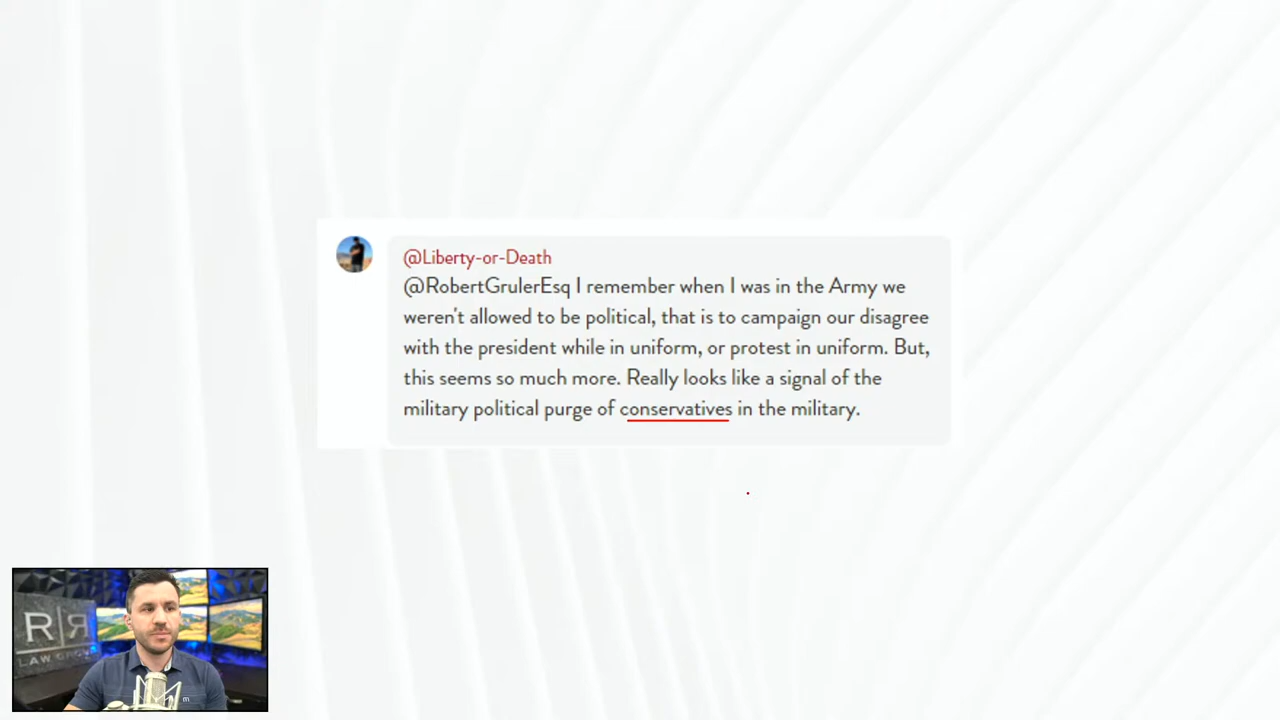 @Liberty-or-Death
@RobertGrulerEsq I remember when I was in the Army we
weren't allowed to be political, that is to campaign our disagree
with the president while in uniform, or protest in uniform. But,
this seems so much more. Really looks like a signal of the
military political purge of conservatives in the military.
R|R
LAW GROUP